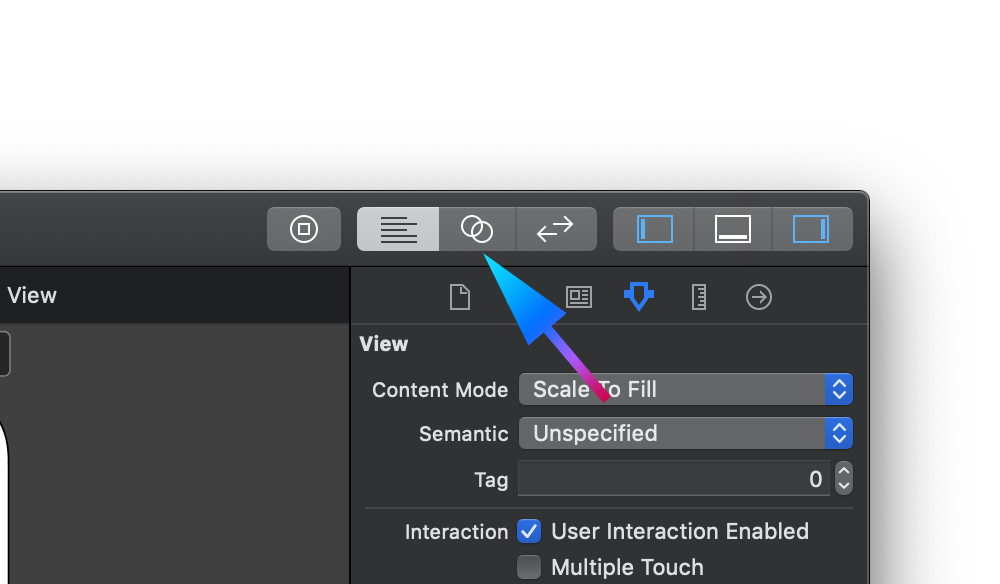 View
View
Content Mode Scale To Fill
Semantic Unspecified
Tag 0
Interaction User Interaction Enabled
Multiple Touch